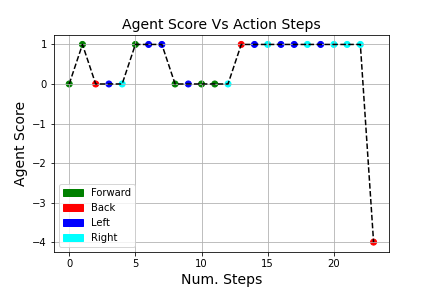 Agent Score Vs Action Steps
Agent Score
1
0
−1
−2
−3
−4
Forward
Back
Left
Right
0 5 10 15 20
Num. Steps